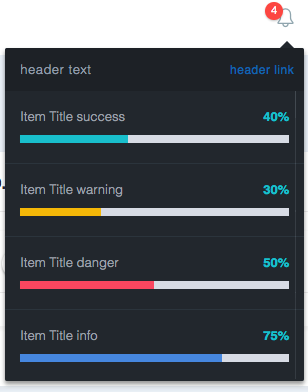 4
header text header link
Item Title success 40%
Item Title warning 30%
Item Title danger 50%
Item Title info 75%